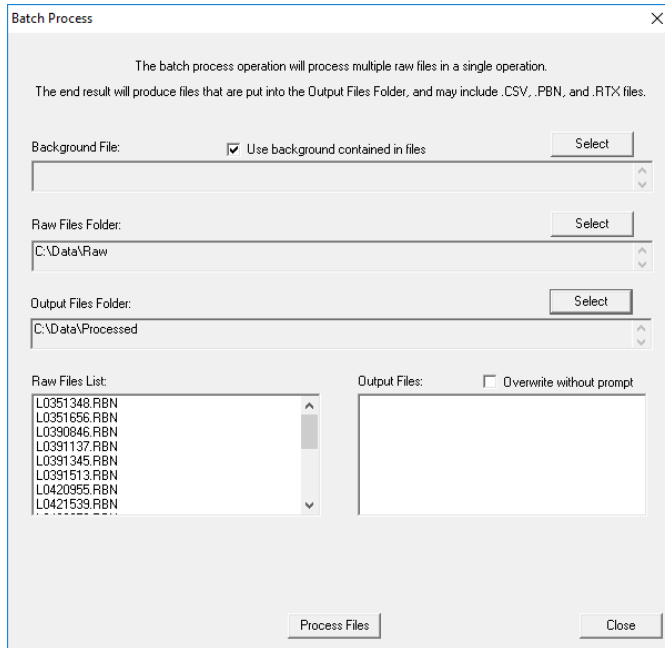 Batch Process
The batch process operation will process multiple raw files in a single operation.
The end result will produce files that are put into the Output Files Folder, and may include .CSV, .PBN, and .RTX files.
Background File:
Use background contained in files
Select
Raw Files Folder:
Select
C:\Data\Raw
Output Files Folder:
Select
C:\Data\Processed
Raw Files List:
Output Files:
Overwrite without prompt
L0351348.RBN
L0351656.RBN
L0390846.RBN
L0391137.RBN
L0391345.RBN
L0391513.RBN
L0420955.RBN
L0421539.RBN
Process Files
Close